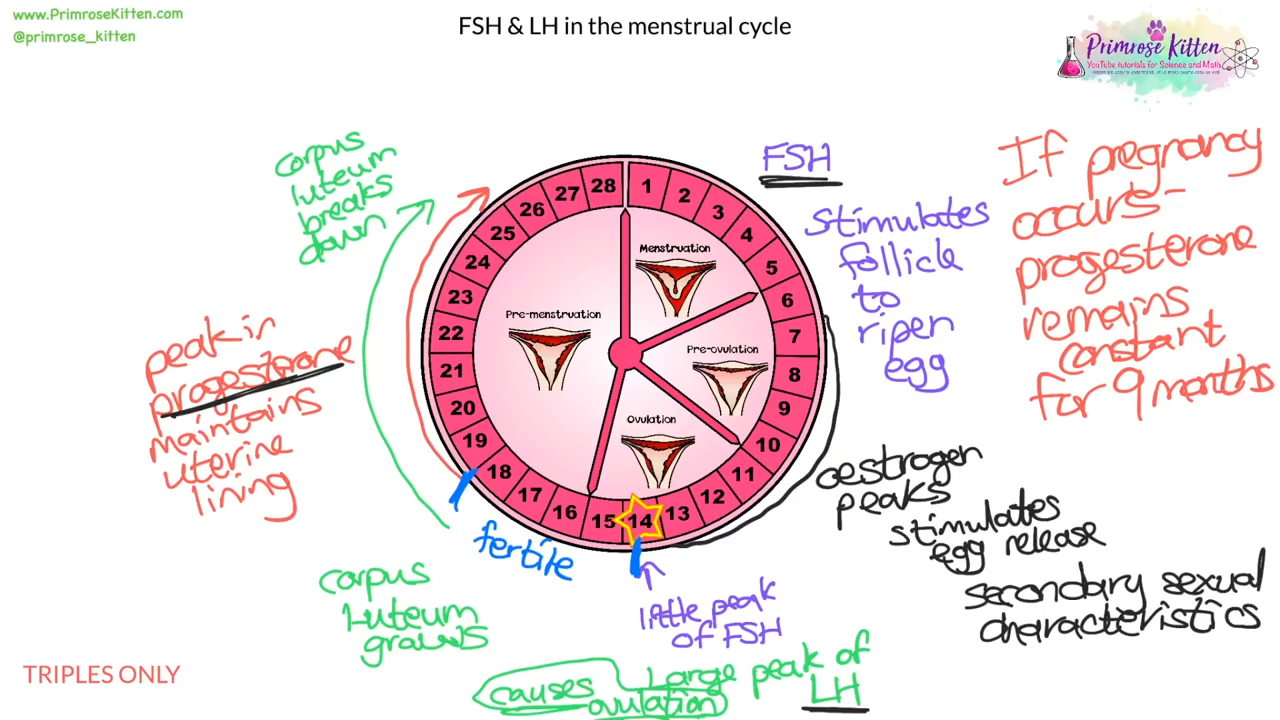 www.PrimroseKitten.com
@primrose_kitten
FSH & LH in the menstrual cycle
Primrose Kitten
YouTube tutorials for Science and Math
corpus
luteum
breaks
down
FSH
stimulates
follicle
to
ripen
egg
If pregnancy
occurs-
progesterone
remains
constant
for 9 months
1
2
3
4
5
6
7
8
9
10
11
12
13
14
15
16
17
18
19
20
21
22
23
24
25
26
27
28
Menstruation
Pre-ovulation
Ovulation
Pre-menstruation
peak in
progesterone
maintains
uterine
lining
oestrogen
peaks
stimulates
egg release
secondary sexual
characteristics
fertile
corpus
luteum
grows
little peak
of FSH
Large peak of
LH
causes
ovulation
TRIPLES ONLY